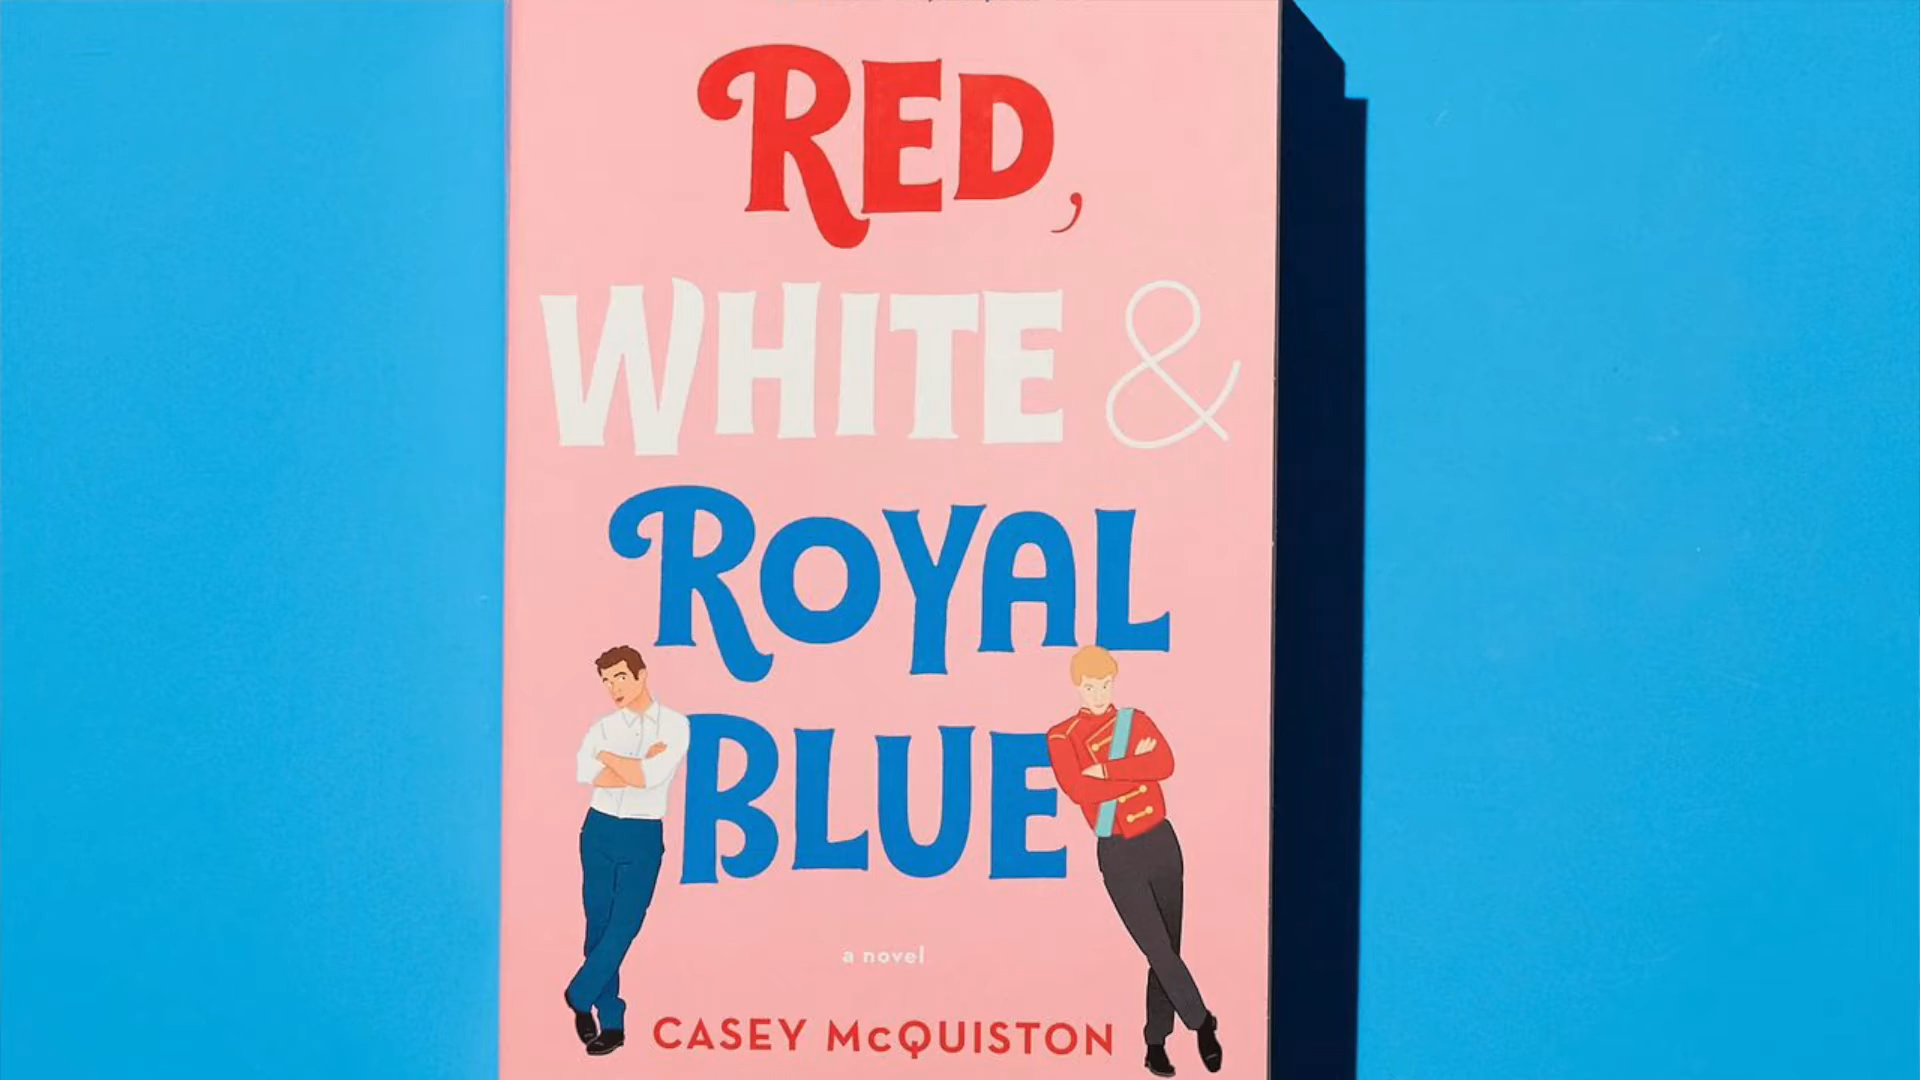 RED,
WHITE &
ROYAL
BLUE
a novel
CASEY McQUISTON